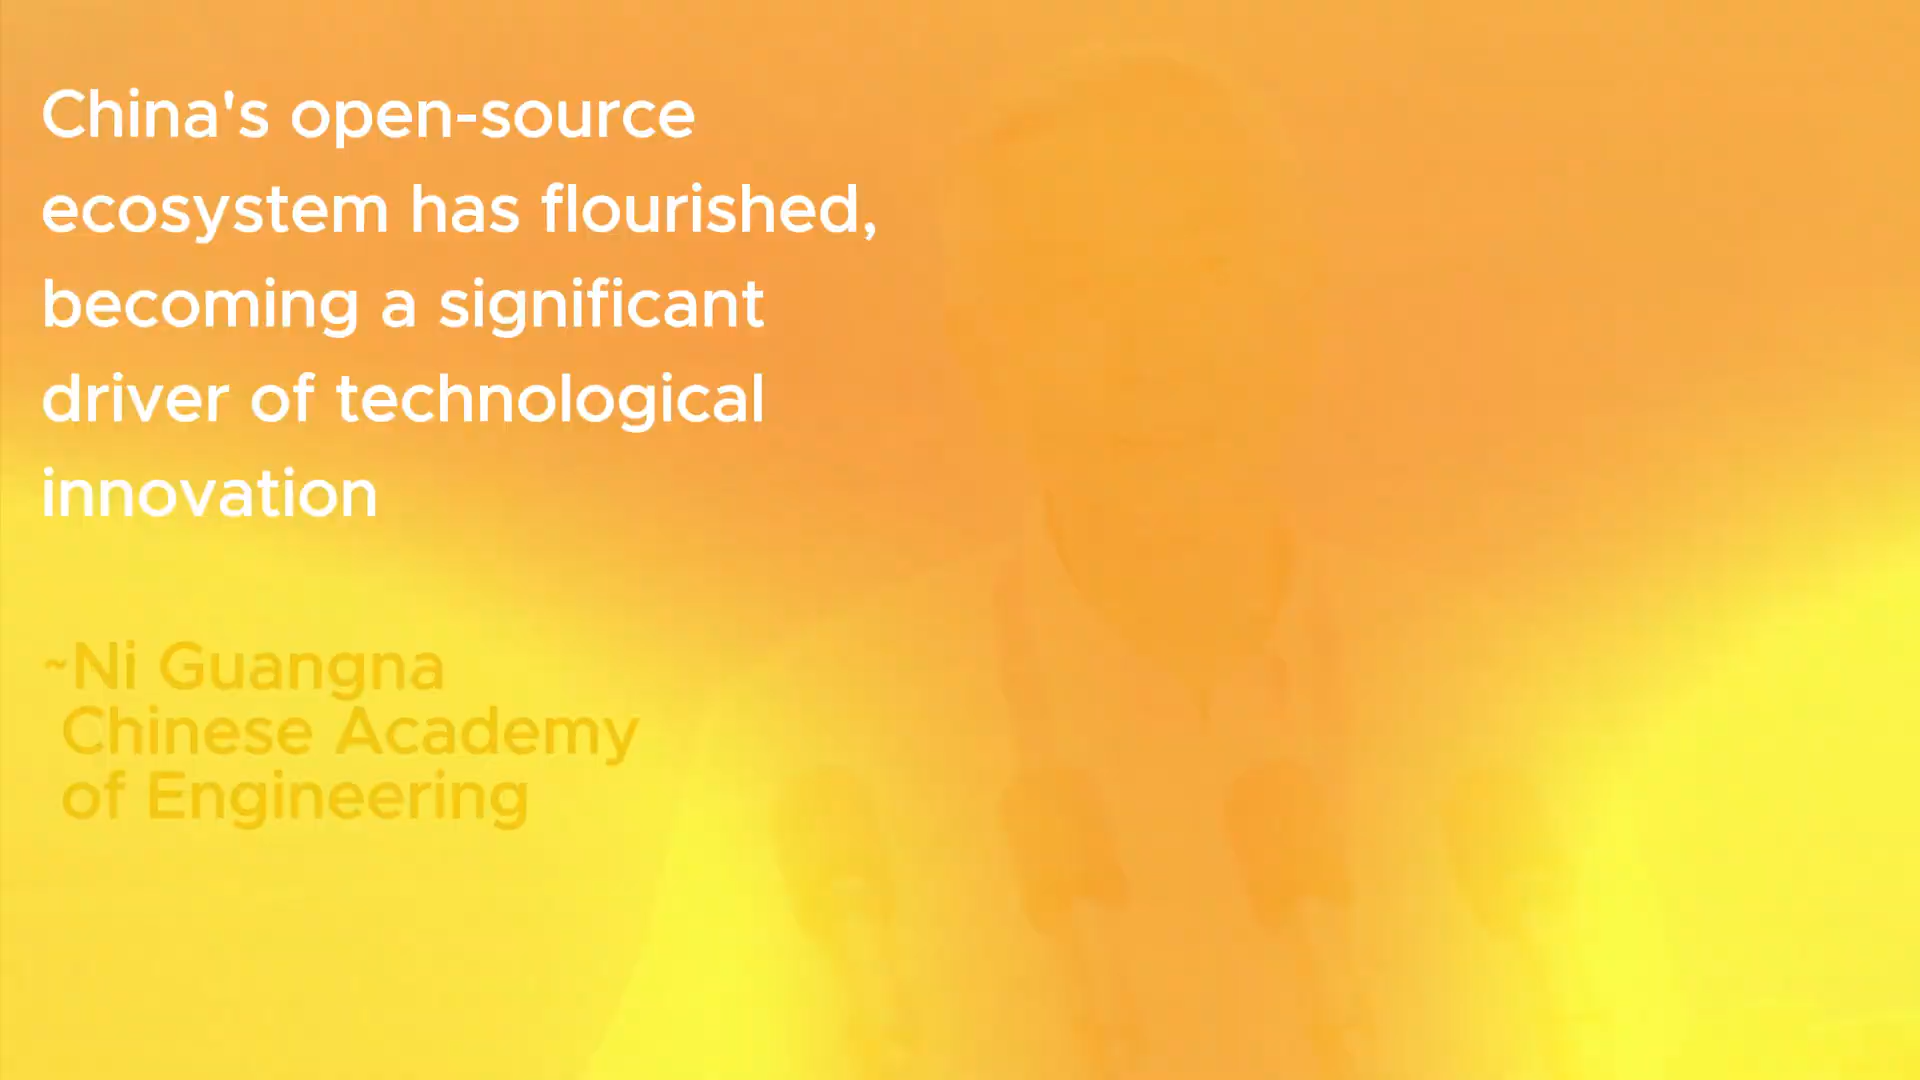 China's open-source
ecosystem has flourished,
becoming a significant
driver of technological
innovation
~Ni Guangna
Chinese Academy
of Engineering